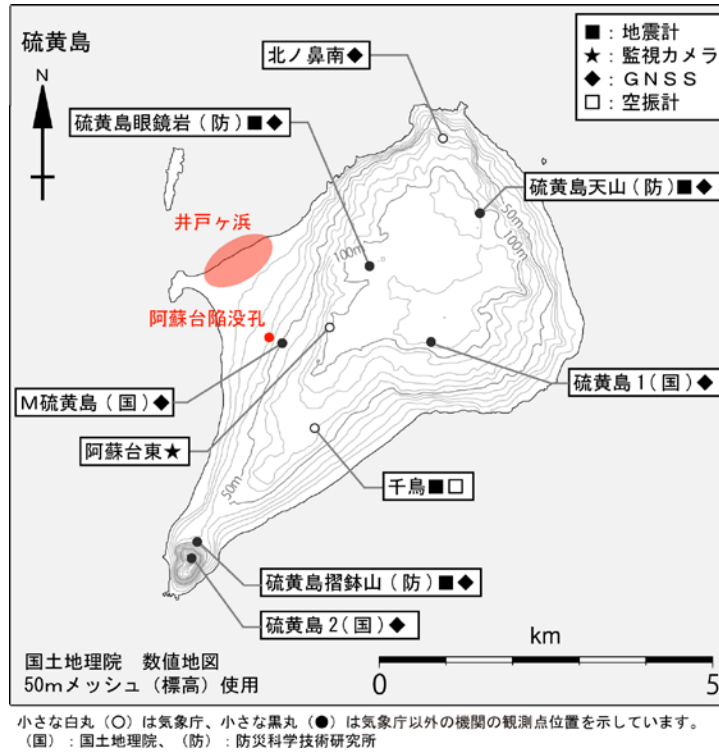 硫黄島
N
■：地震計
★：監視カメラ
◆：ＧＮＳＳ
□：空振計
北ノ鼻南◆
硫黄島眼鏡岩（防）■◆
硫黄島天山（防）■◆
50m
100m
井戸ヶ浜
100m
阿蘇台陥没孔
硫黄島1(国)◆
M硫黄島（国）◆
阿蘇台東★
千鳥■□
50m
硫黄島摺鉢山（防）■◆
硫黄島2(国)◆
km
0
5
国土地理院　数値地図
50mメッシュ（標高）使用
小さな白丸（○）は気象庁、小さな黒丸（●）は気象庁以外の機関の観測点位置を示しています。
（国）：国土地理院、（防）：防災科学技術研究所